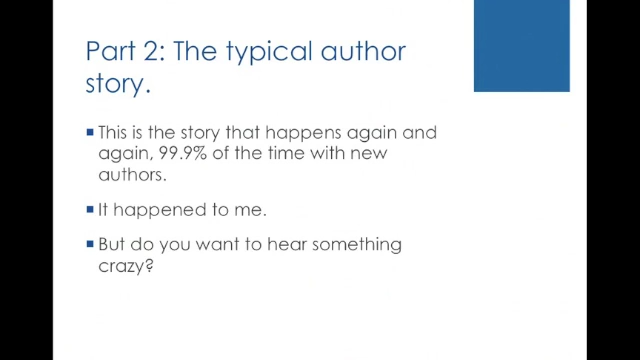 Part 2: The typical author
story.
This is the story that happens again and
again, 99.9% of the time with new
authors.
It happened to me.
But do you want to hear something
crazy?